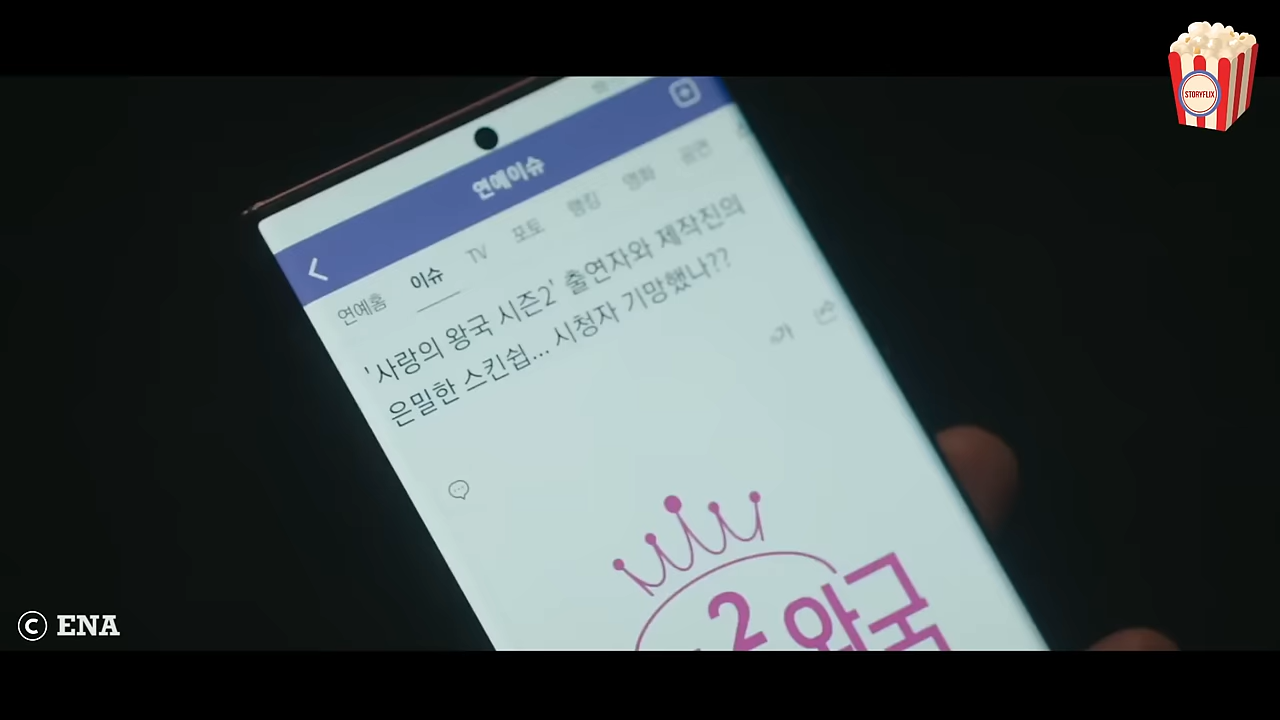 STORYFLIX
연예이슈
연예홈 이슈 TV 포토 랭킹 영화 공연
'사랑의 왕국 시즌2' 출연자와 제작진의
은밀한 스킨쉽... 시청자 기망했나??
가
2 왕국
© ENA